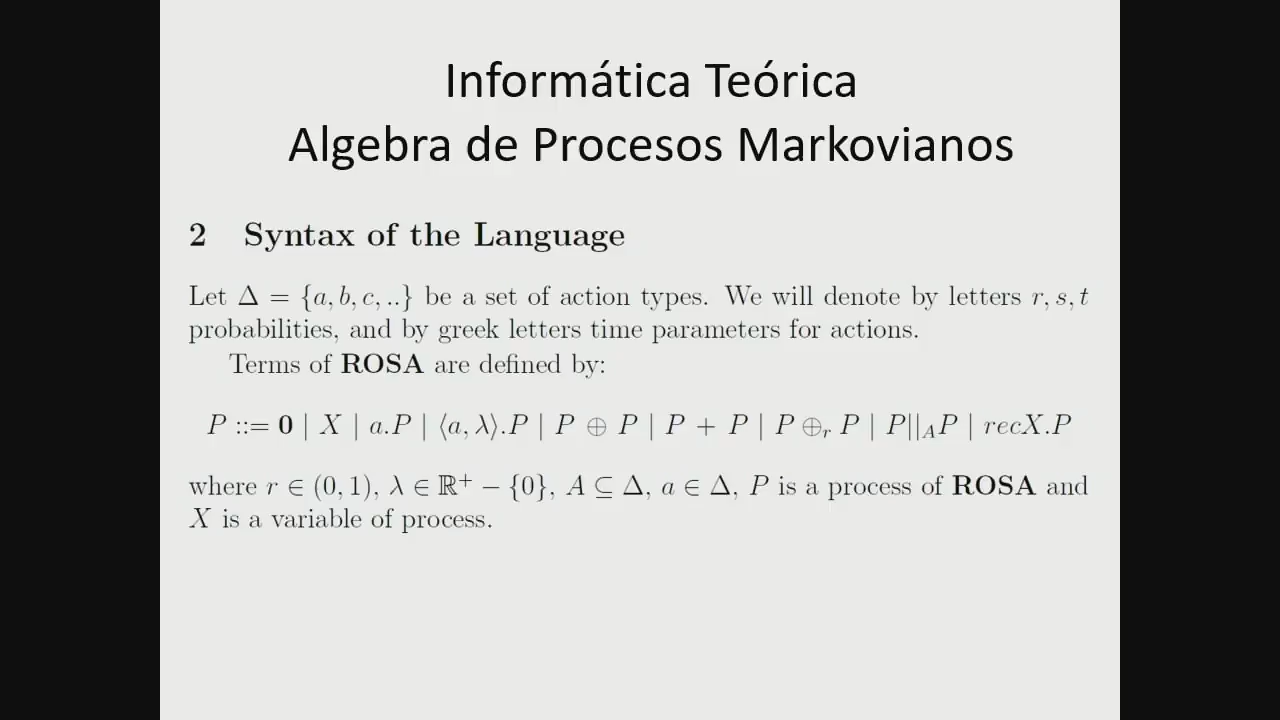 Informática Teórica
Algebra de Procesos Markovianos
2 Syntax of the Language
Let Δ = {a, b, c, ..} be a set of action types. We will denote by letters r, s, t
probabilities, and by greek letters time parameters for actions.
Terms of ROSA are defined by:
P ::= 0 | X | a.P | ⟨a, λ⟩.P | P ⊕ P | P + P | P ⊕ᵣ P | P||_A P | recX.P
where r ∈ (0, 1), λ ∈ ℝ⁺ − {0}, A ⊆ Δ, a ∈ Δ, P is a process of ROSA and
X is a variable of process.